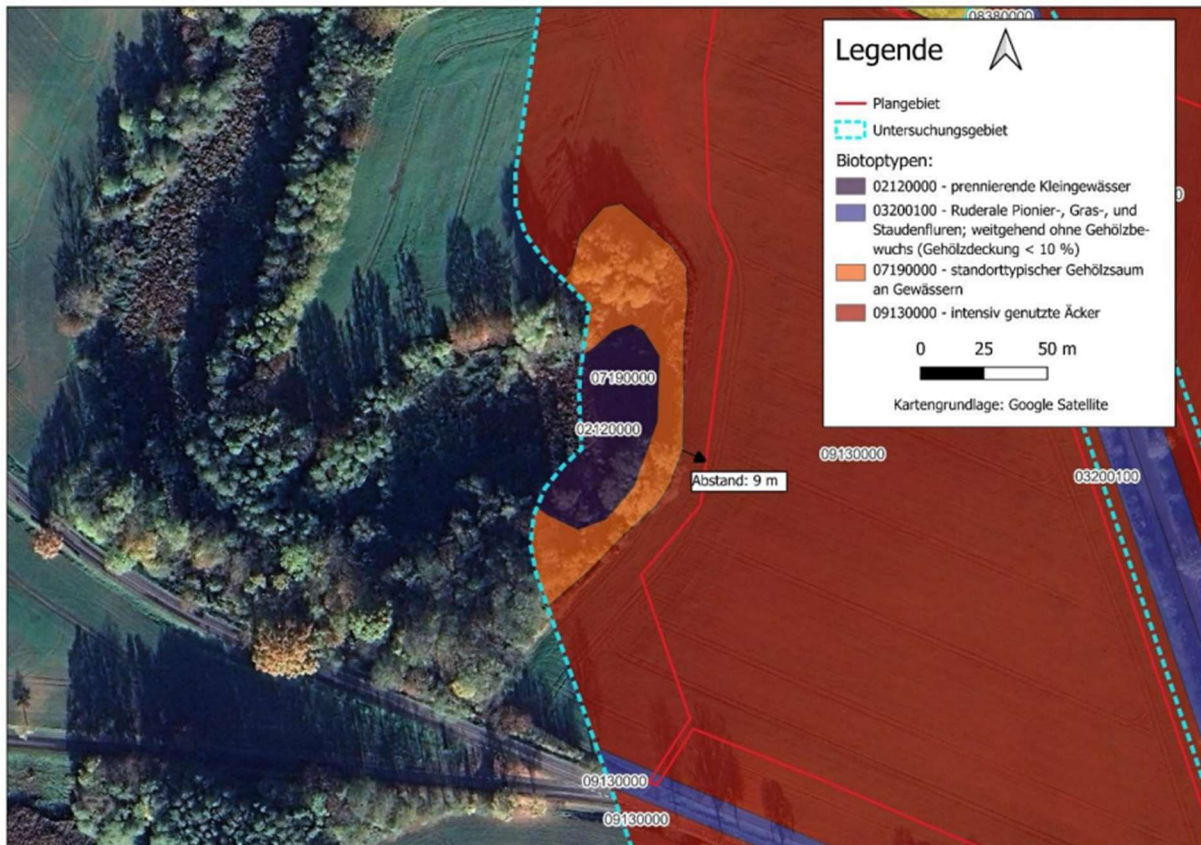 08380000
Legende
Plangebiet
Untersuchungsgebiet
Biotoptypen:
02120000 - prennierende Kleingewässer
03200100 - Ruderale Pionier-, Gras-, und
Staudenfluren; weitgehend ohne Gehölzbe-
wuchs (Gehölzdeckung < 10 %)
07190000 - standorttypischer Gehölzsaum
an Gewässern
09130000 - intensiv genutzte Äcker
0 25 50 m
Kartengrundlage: Google Satellite
07190000
02120000
09130000
03200100
Abstand: 9 m
09130000
09130000